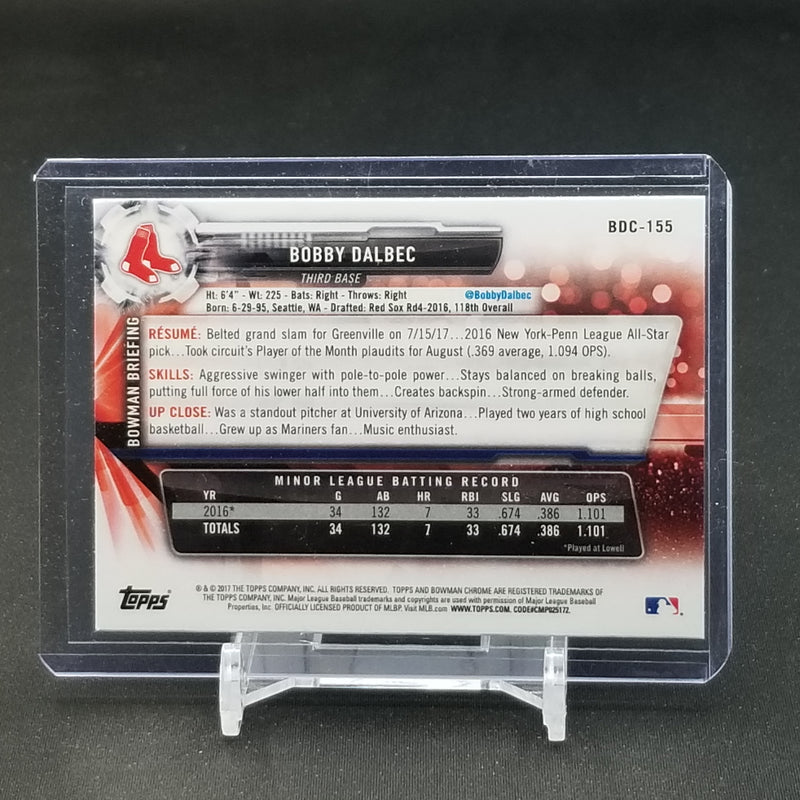 BDC-155
BOBBY DALBEC
THIRD BASE
Ht: 6'4" - Wt: 225 - Bats: Right - Throws: Right @BobbyDalbec
Born: 6-29-95, Seattle, WA - Drafted: Red Sox Rd4-2016, 118th Overall
BOWMAN BRIEFING
RÉSUMÉ: Belted grand slam for Greenville on 7/15/17...2016 New York-Penn League All-Star
pick...Took circuit's Player of the Month plaudits for August (.369 average, 1.094 OPS).
SKILLS: Aggressive swinger with pole-to-pole power...Stays balanced on breaking balls,
putting full force of his lower half into them...Creates backspin...Strong-armed defender.
UP CLOSE: Was a standout pitcher at University of Arizona...Played two years of high school
basketball...Grew up as Mariners fan...Music enthusiast.
MINOR LEAGUE BATTING RECORD
YR G AB HR RBI SLG AVG OPS
2016* 34 132 7 33 .674 .386 1.101
TOTALS 34 132 7 33 .674 .386 1.101
*Played at Lowell
Topps
® & © 2017 THE TOPPS COMPANY, INC. ALL RIGHTS RESERVED. TOPPS AND BOWMAN CHROME ARE REGISTERED TRADEMARKS OF
THE TOPPS COMPANY, INC. Major League Baseball trademarks and copyrights are used with permission of Major League Baseball
Properties, Inc. OFFICIALLY LICENSED PRODUCT OF MLBP. Visit MLB.com WWW.TOPPS.COM. CODE#CMP025172.